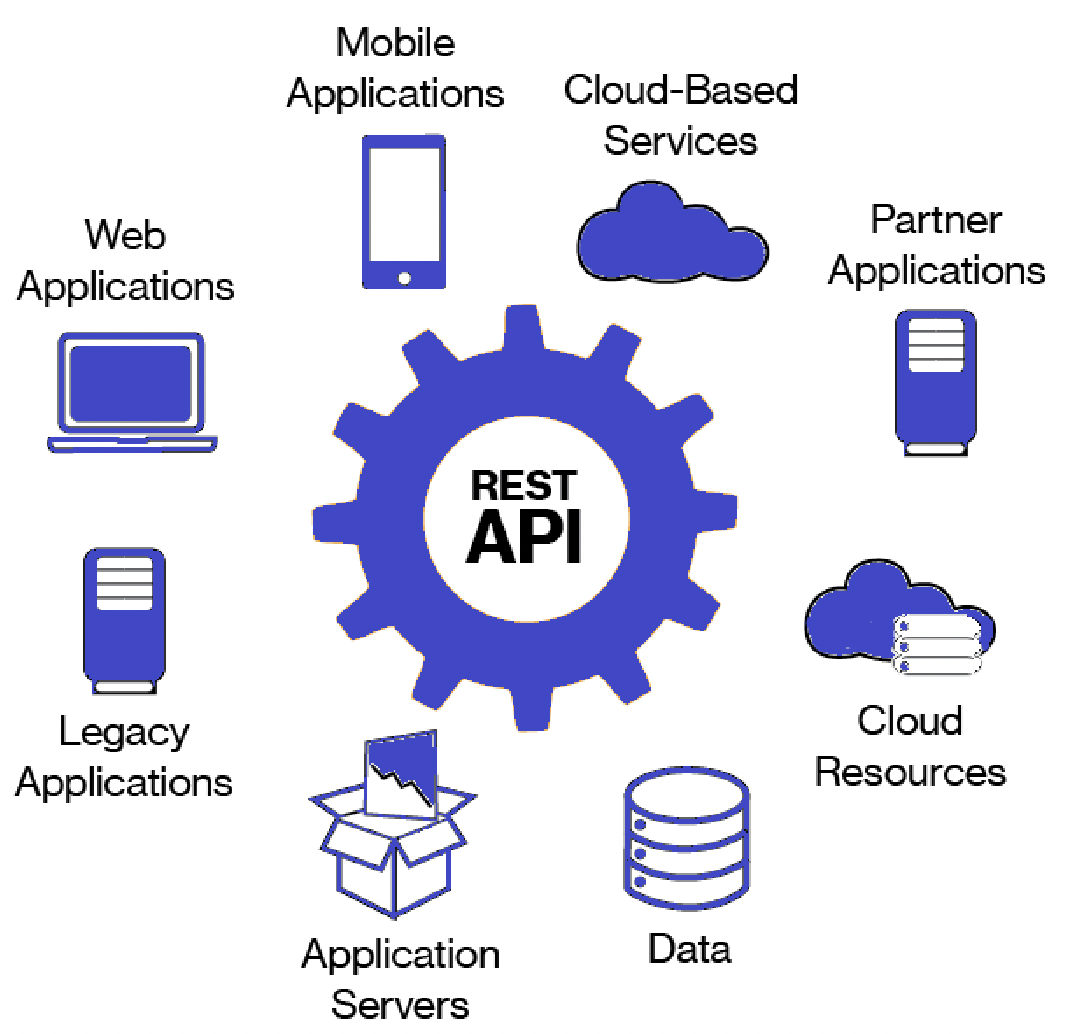 Mobile
Applications
Cloud-Based
Services
Web
Applications
Partner
Applications
REST
API
Legacy
Applications
Cloud
Resources
Application
Servers
Data